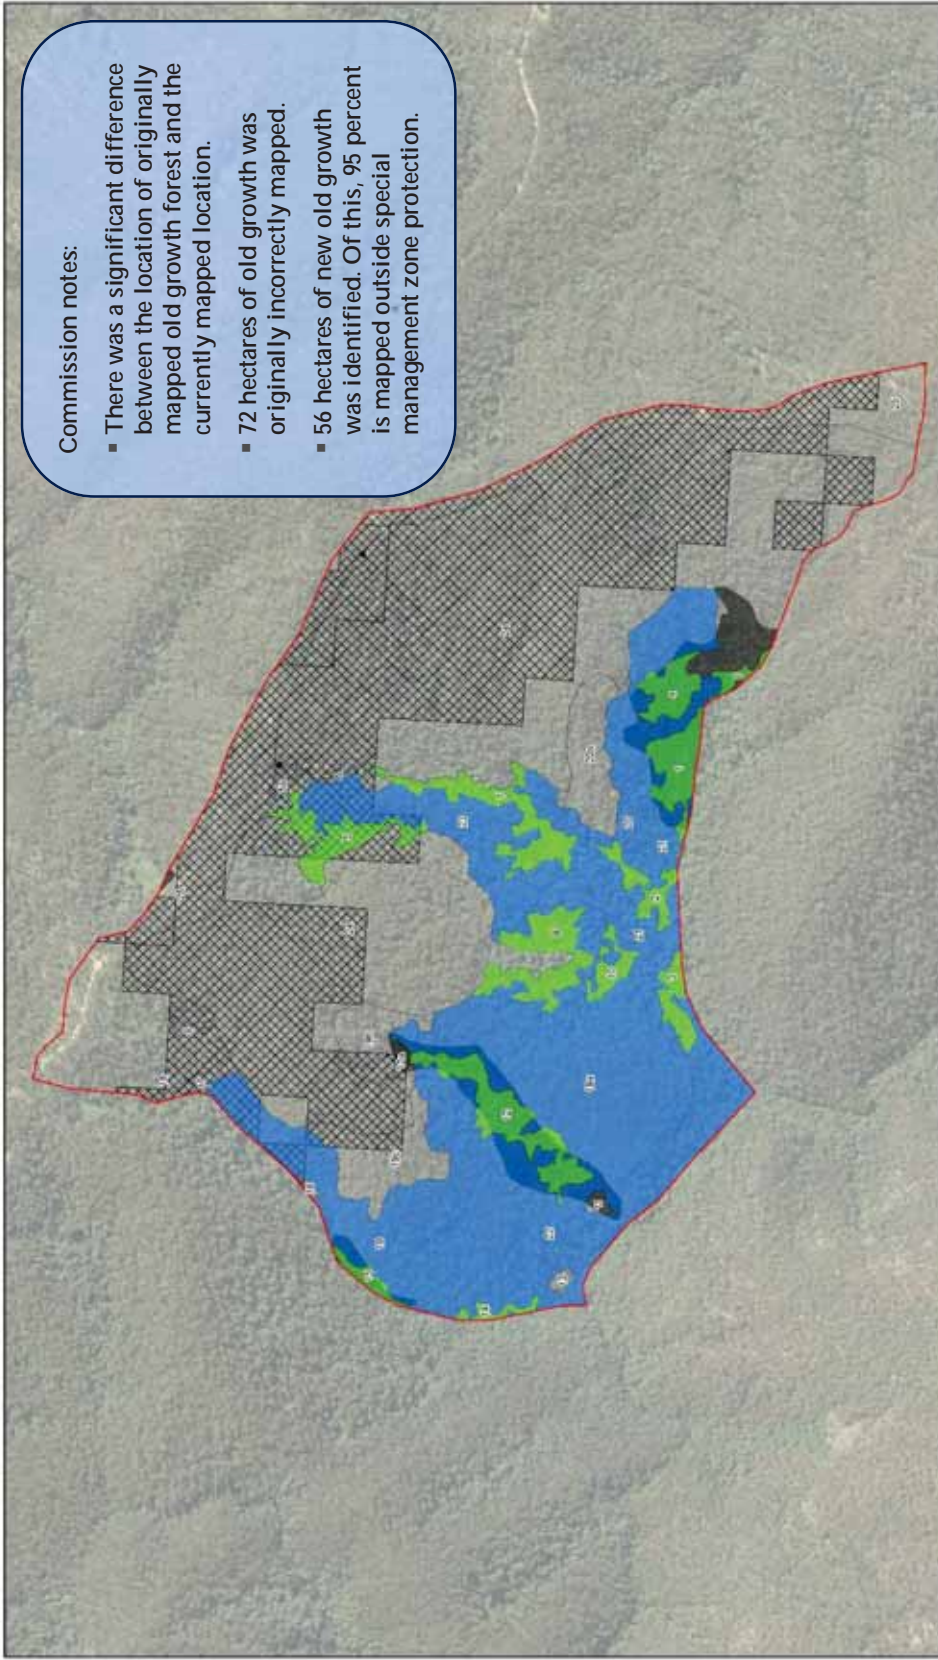 Commission notes:
▪ There was a significant difference
between the location of originally
mapped old growth forest and the
currently mapped location.
▪ 72 hectares of old growth was
originally incorrectly mapped.
▪ 56 hectares of new old growth
was identified. Of this, 95 percent
is mapped outside special
management zone protection.